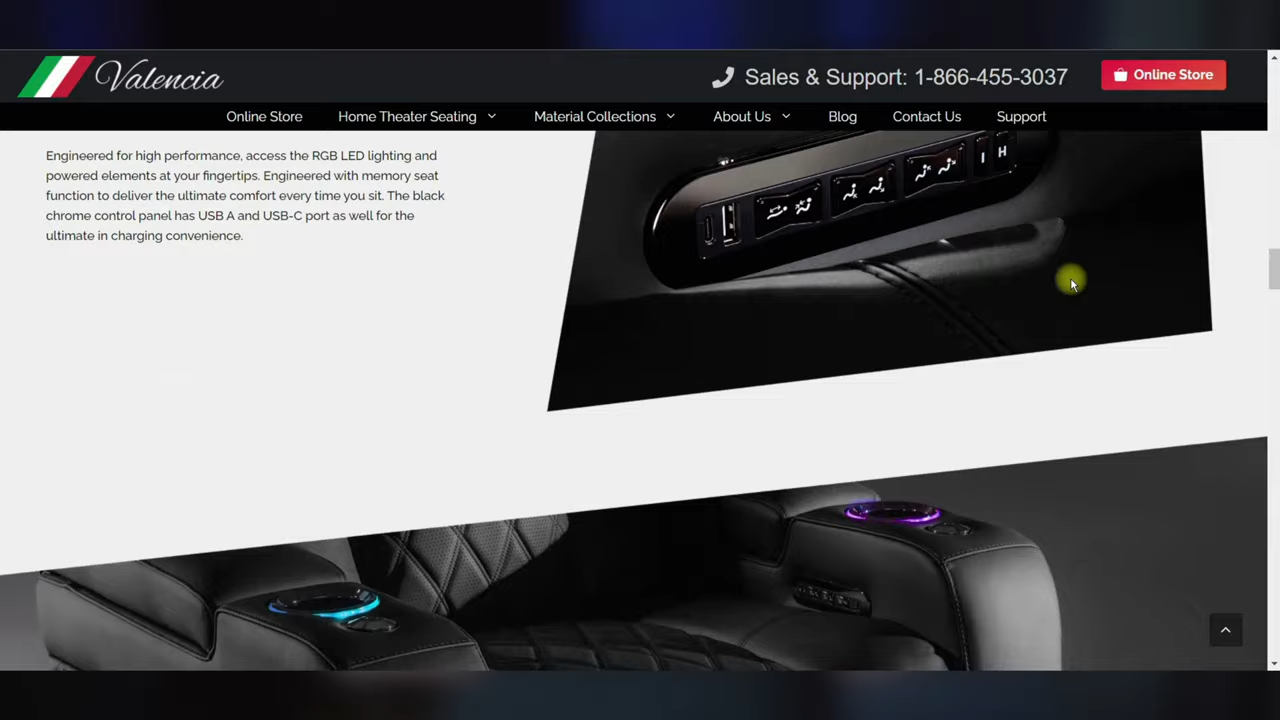 Valencia
Sales & Support: 1-866-455-3037
Online Store
Online Store
Home Theater Seating
Material Collections
About Us
Blog
Contact Us
Support
Engineered for high performance, access the RGB LED lighting and
powered elements at your fingertips. Engineered with memory seat
function to deliver the ultimate comfort every time you sit. The black
chrome control panel has USB A and USB-C port as well for the
ultimate in charging convenience.
I
H